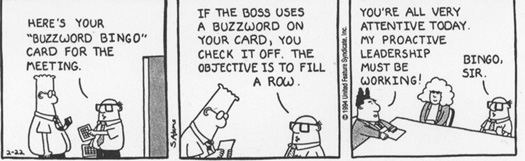 HERE'S YOUR
"BUZZWORD BINGO"
CARD FOR THE
MEETING.
2-22
IF THE BOSS USES
A BUZZWORD ON
YOUR CARD, YOU
CHECK IT OFF. THE
OBJECTIVE IS TO FILL
A ROW.
S. Adams
© 1994 United Feature Syndicate, Inc.
YOU'RE ALL VERY
ATTENTIVE TODAY.
MY PROACTIVE
LEADERSHIP
MUST BE
WORKING!
BINGO,
SIR.